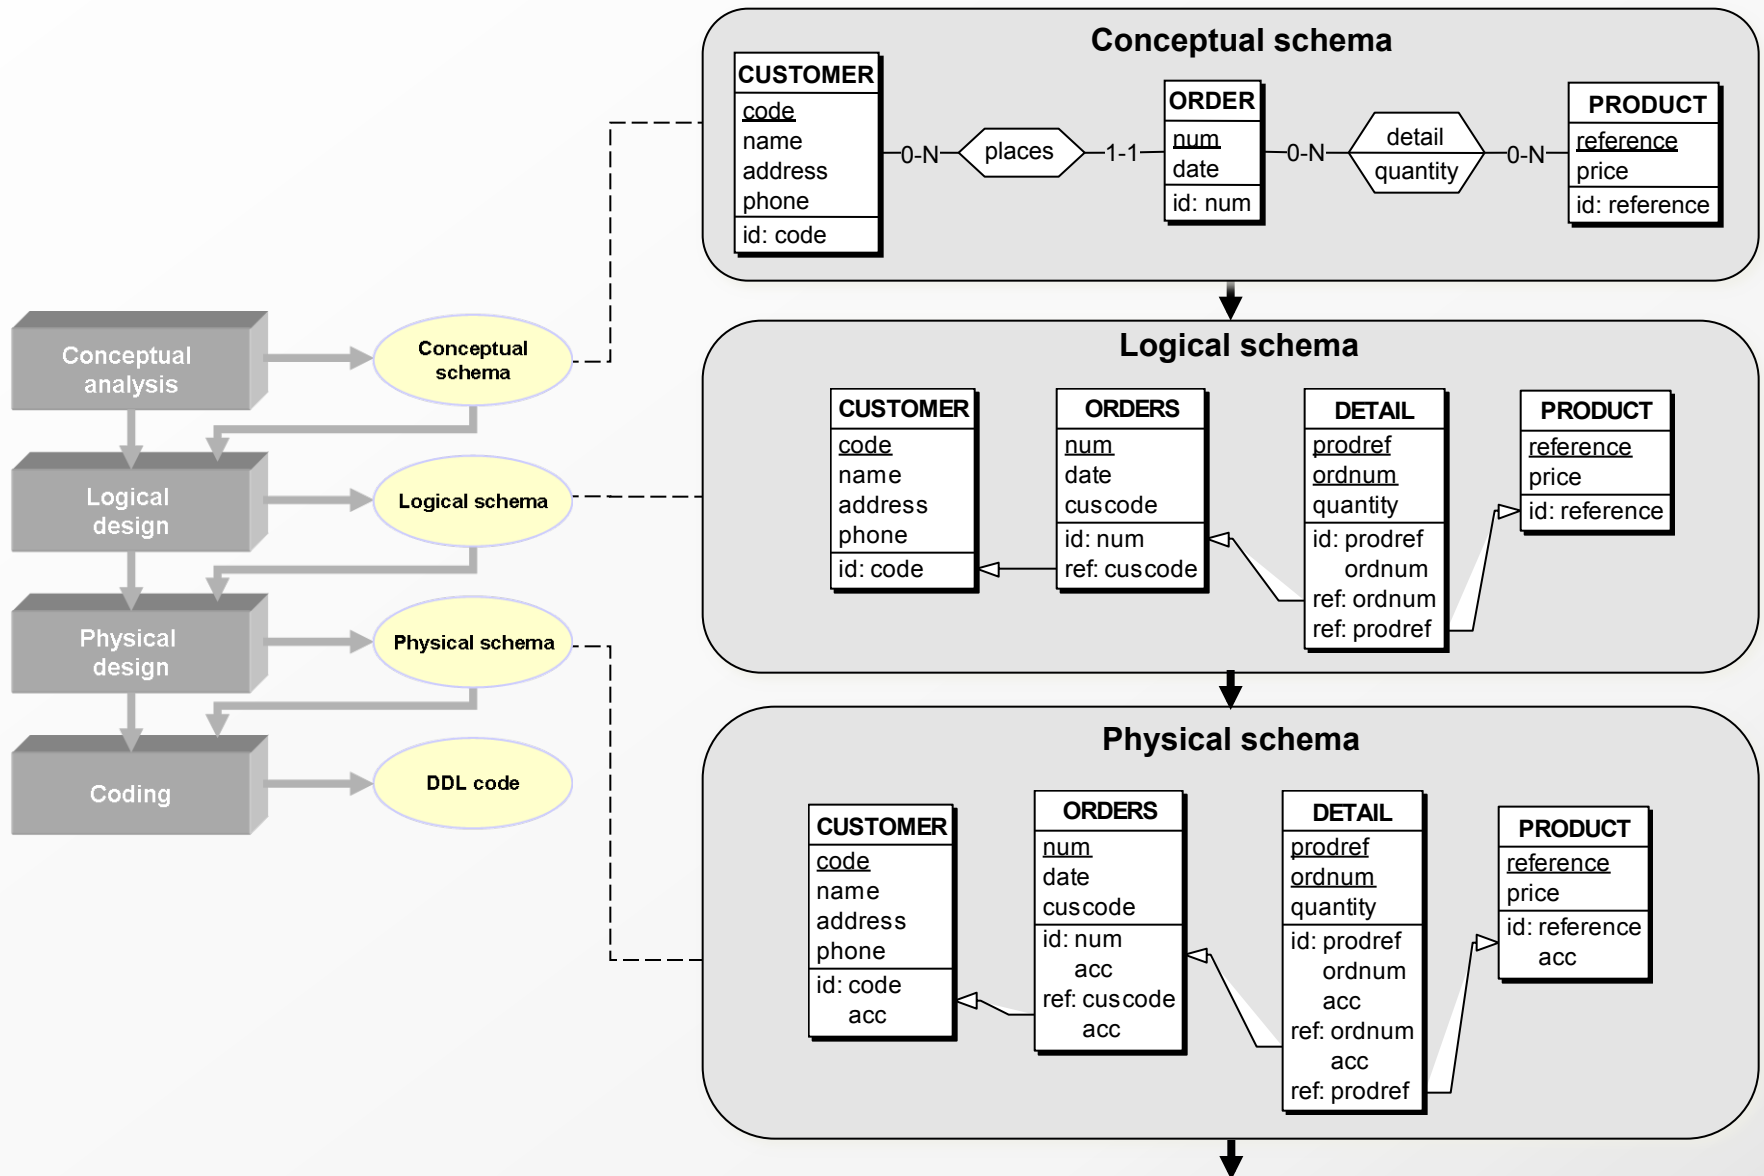 Conceptual
analysis
Logical
design
Physical
design
Coding
Conceptual
schema
Logical schema
Physical schema
DDL code
Conceptual schema
CUSTOMER
code
name
address
phone
id: code
0-N
places
1-1
ORDER
num
date
id: num
0-N
detail
quantity
0-N
PRODUCT
reference
price
id: reference
Logical schema
CUSTOMER
code
name
address
phone
id: code
ORDERS
num
date
cuscode
id: num
ref: cuscode
DETAIL
prodref
ordnum
quantity
id: prodref
ordnum
ref: ordnum
ref: prodref
PRODUCT
reference
price
id: reference
Physical schema
CUSTOMER
code
name
address
phone
id: code
acc
ORDERS
num
date
cuscode
id: num
acc
ref: cuscode
acc
DETAIL
prodref
ordnum
quantity
id: prodref
ordnum
acc
ref: ordnum
acc
ref: prodref
PRODUCT
reference
price
id: reference
acc